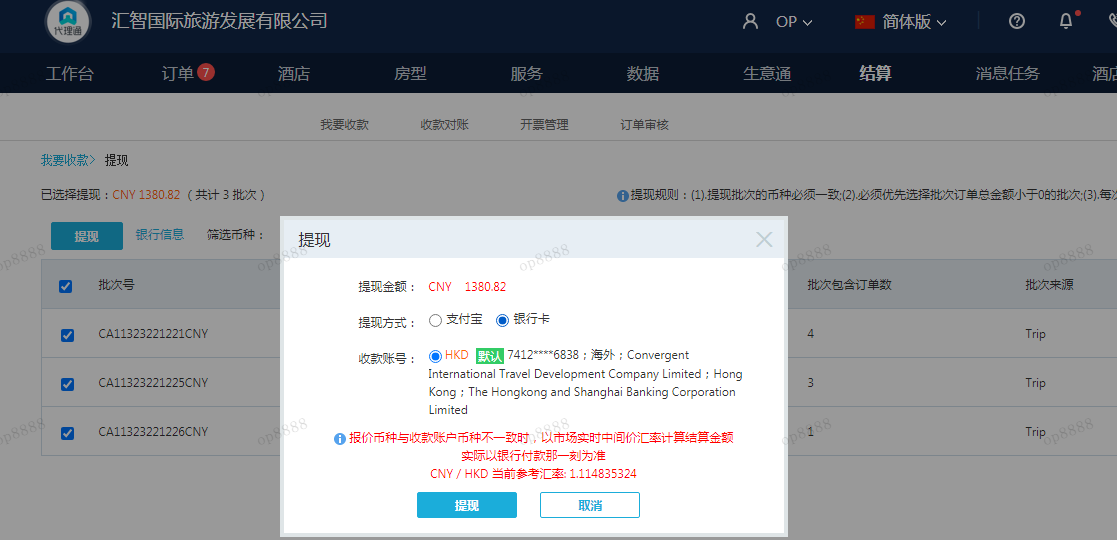 代理通
汇智国际旅游发展有限公司
OP
简体版
工作台
订单 7
酒店
房型
服务
数据
生意通
结算
消息任务
酒店
我要收款
收款对账
开票管理
订单审核
我要收款> 提现
已选择提现：CNY 1380.82（ 共计 3 批次 ）
提现规则：(1).提现批次的币种必须一致;(2).必须优先选择批次订单总金额小于0的批次;(3).每次
提现
银行信息
筛选币种：
批次号
批次包含订单数
批次来源
CA11323221221CNY
4
Trip
CA11323221225CNY
3
Trip
CA11323221226CNY
1
Trip
提现
提现金额： CNY 1380.82
提现方式： 支付宝 银行卡
收款账号： HKD 默认 7412****6838；海外；Convergent
International Travel Development Company Limited；Hong
Kong；The Hongkong and Shanghai Banking Corporation
Limited
报价币种与收款账户币种不一致时，以市场实时中间价汇率计算结算金额
实际以银行付款那一刻为准
CNY / HKD 当前参考汇率: 1.114835324
提现
取消
op8888
op8888
op8888
op8888
op8888
op8888
op8888
op8888